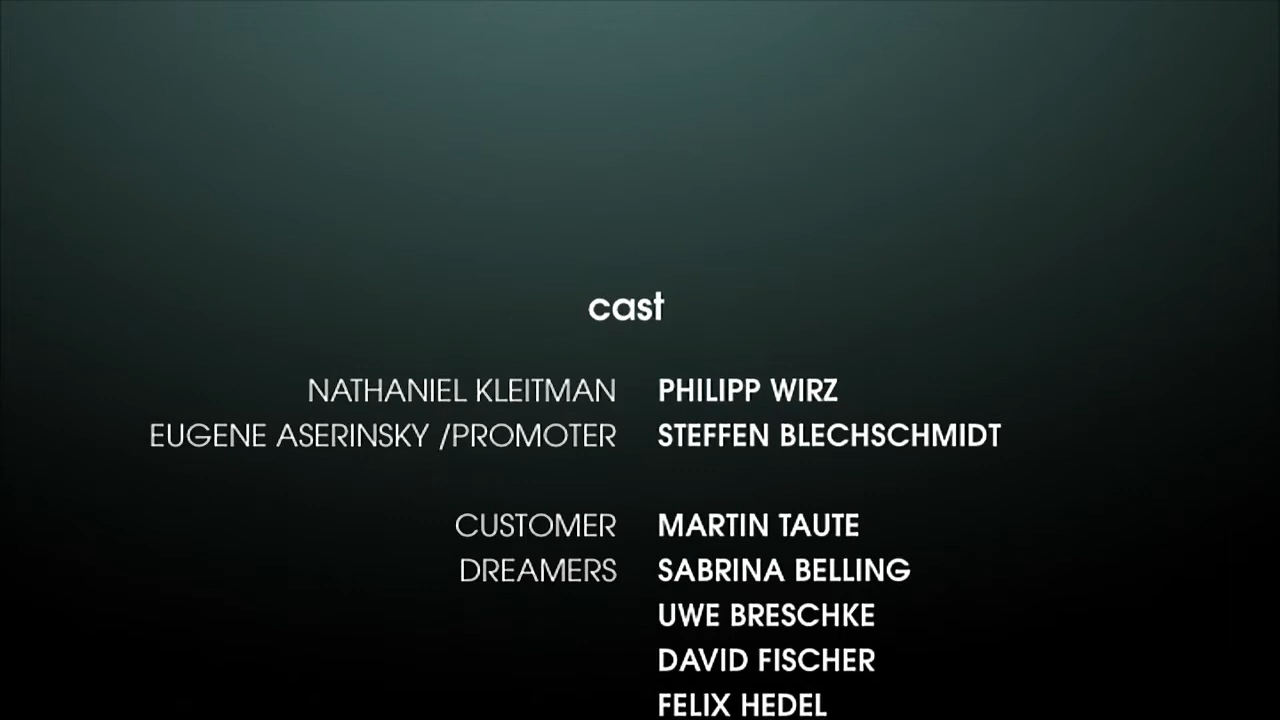 cast
NATHANIEL KLEITMAN PHILIPP WIRZ
EUGENE ASERINSKY /PROMOTER STEFFEN BLECHSCHMIDT
CUSTOMER MARTIN TAUTE
DREAMERS SABRINA BELLING
UWE BRESCHKE
DAVID FISCHER
FELIX HEDEL